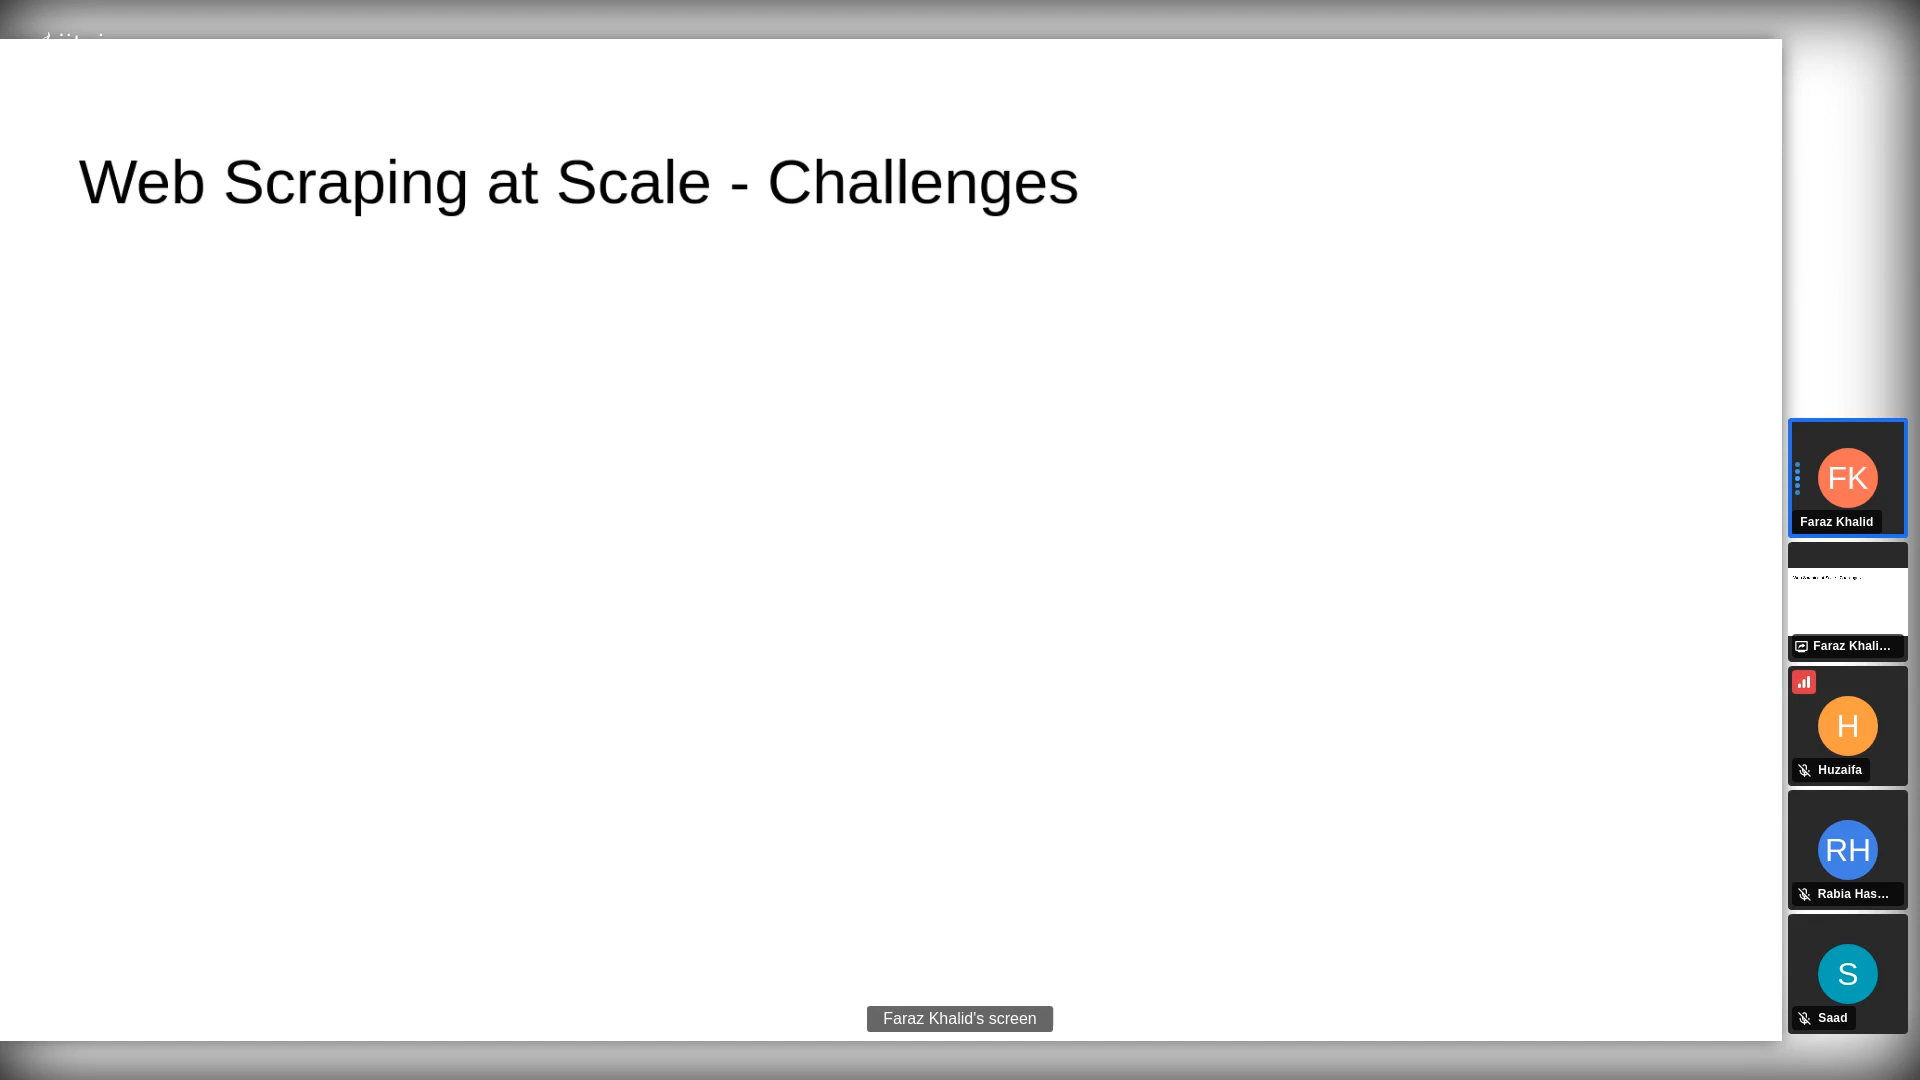 Web Scraping at Scale - Challenges
FK
Faraz Khalid
Faraz Khali...
H
Huzaifa
RH
Rabia Has...
S
Saad
Faraz Khalid's screen